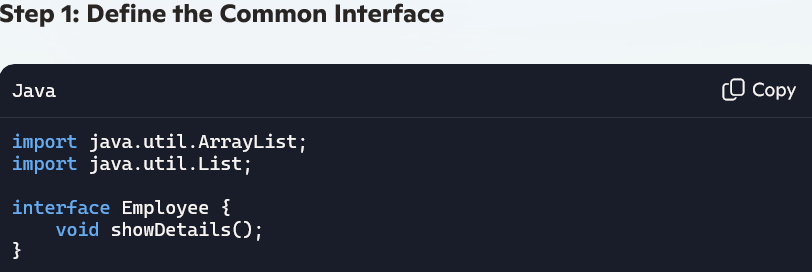 Step 1: Define the Common Interface
Java
Copy
import java.util.ArrayList;
import java.util.List;
interface Employee {
    void showDetails();
}